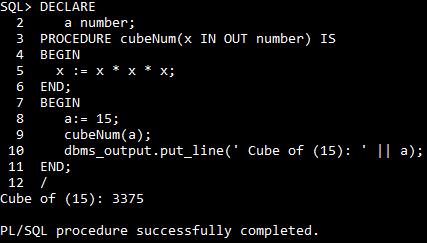 SQL> DECLARE
  2     a number;
  3  PROCEDURE cubeNum(x IN OUT number) IS
  4  BEGIN
  5    x := x * x * x;
  6  END;
  7  BEGIN
  8     a:= 15;
  9     cubeNum(a);
 10     dbms_output.put_line(' Cube of (15): ' || a);
 11  END;
 12  /
Cube of (15): 3375

PL/SQL procedure successfully completed.